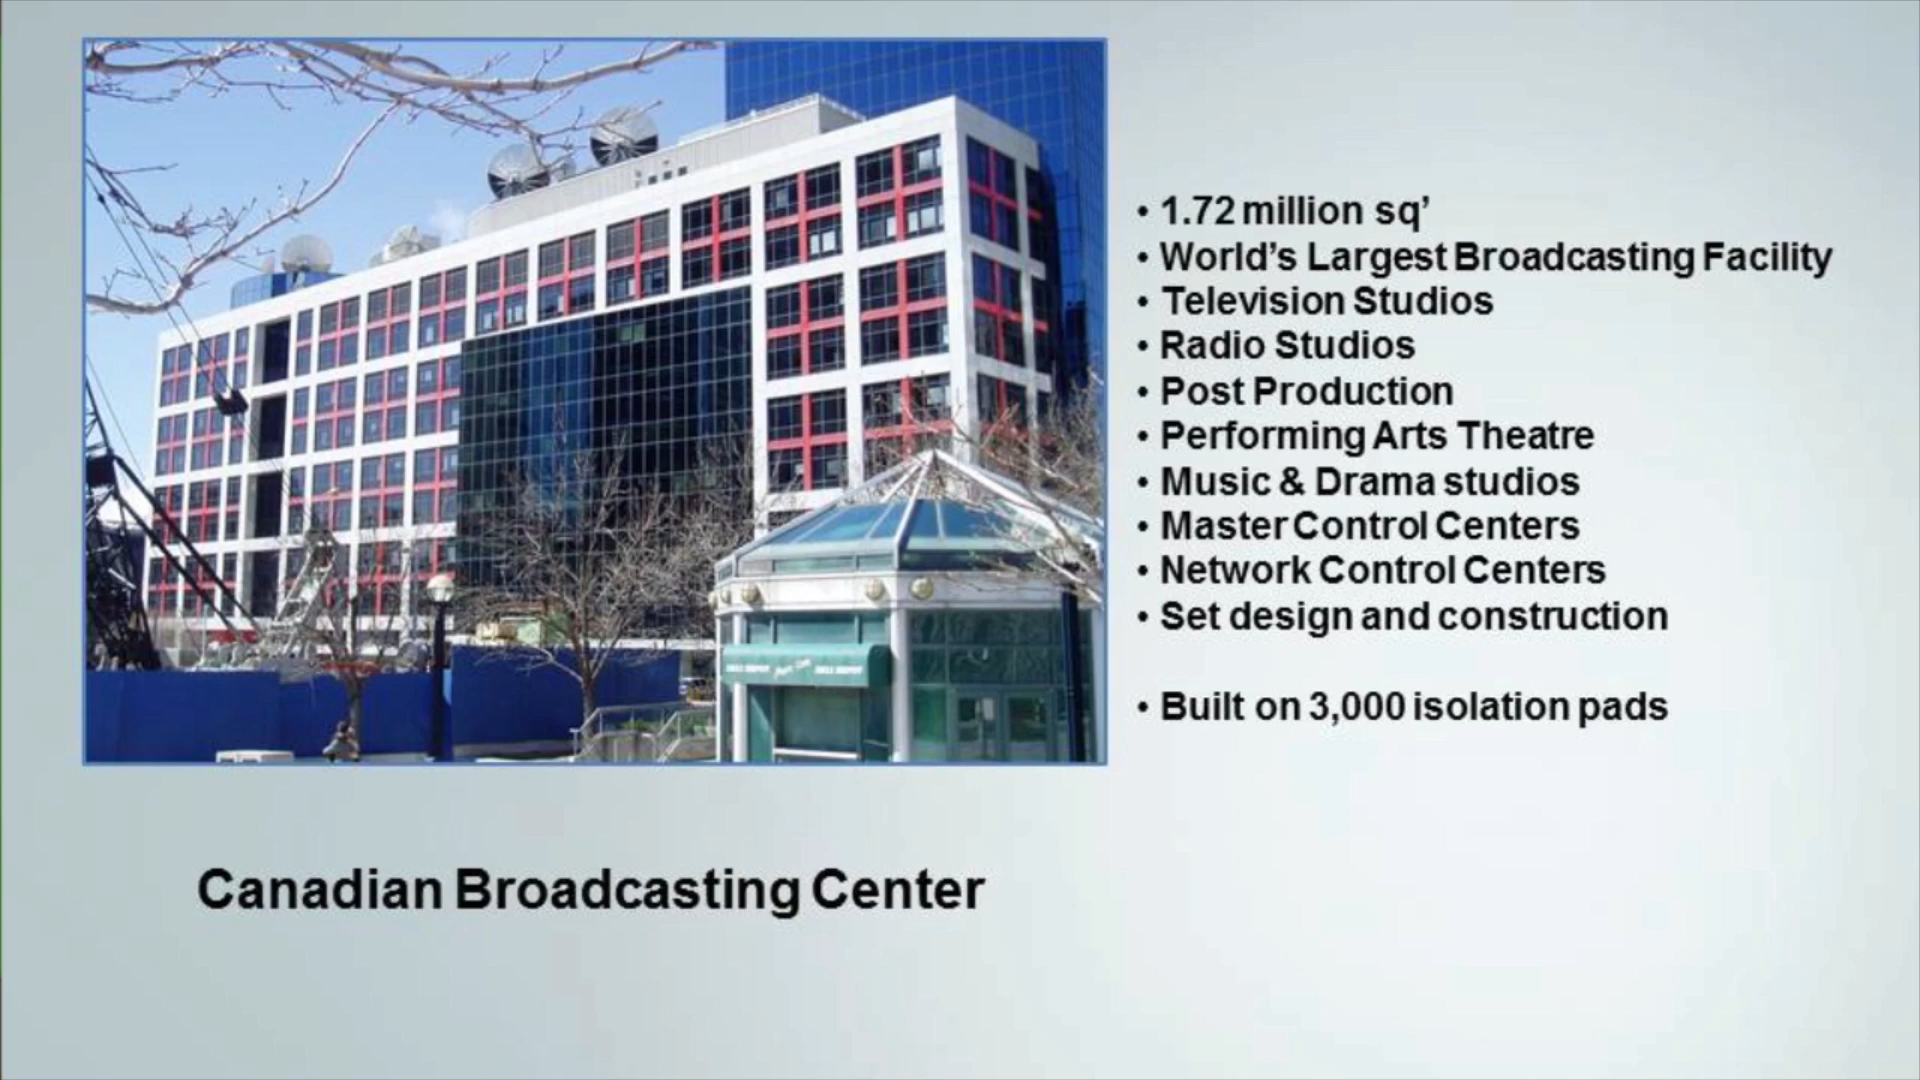 • 1.72 million sq’
• World’s Largest Broadcasting Facility
• Television Studios
• Radio Studios
• Post Production
• Performing Arts Theatre
• Music & Drama studios
• Master Control Centers
• Network Control Centers
• Set design and construction
• Built on 3,000 isolation pads
Canadian Broadcasting Center